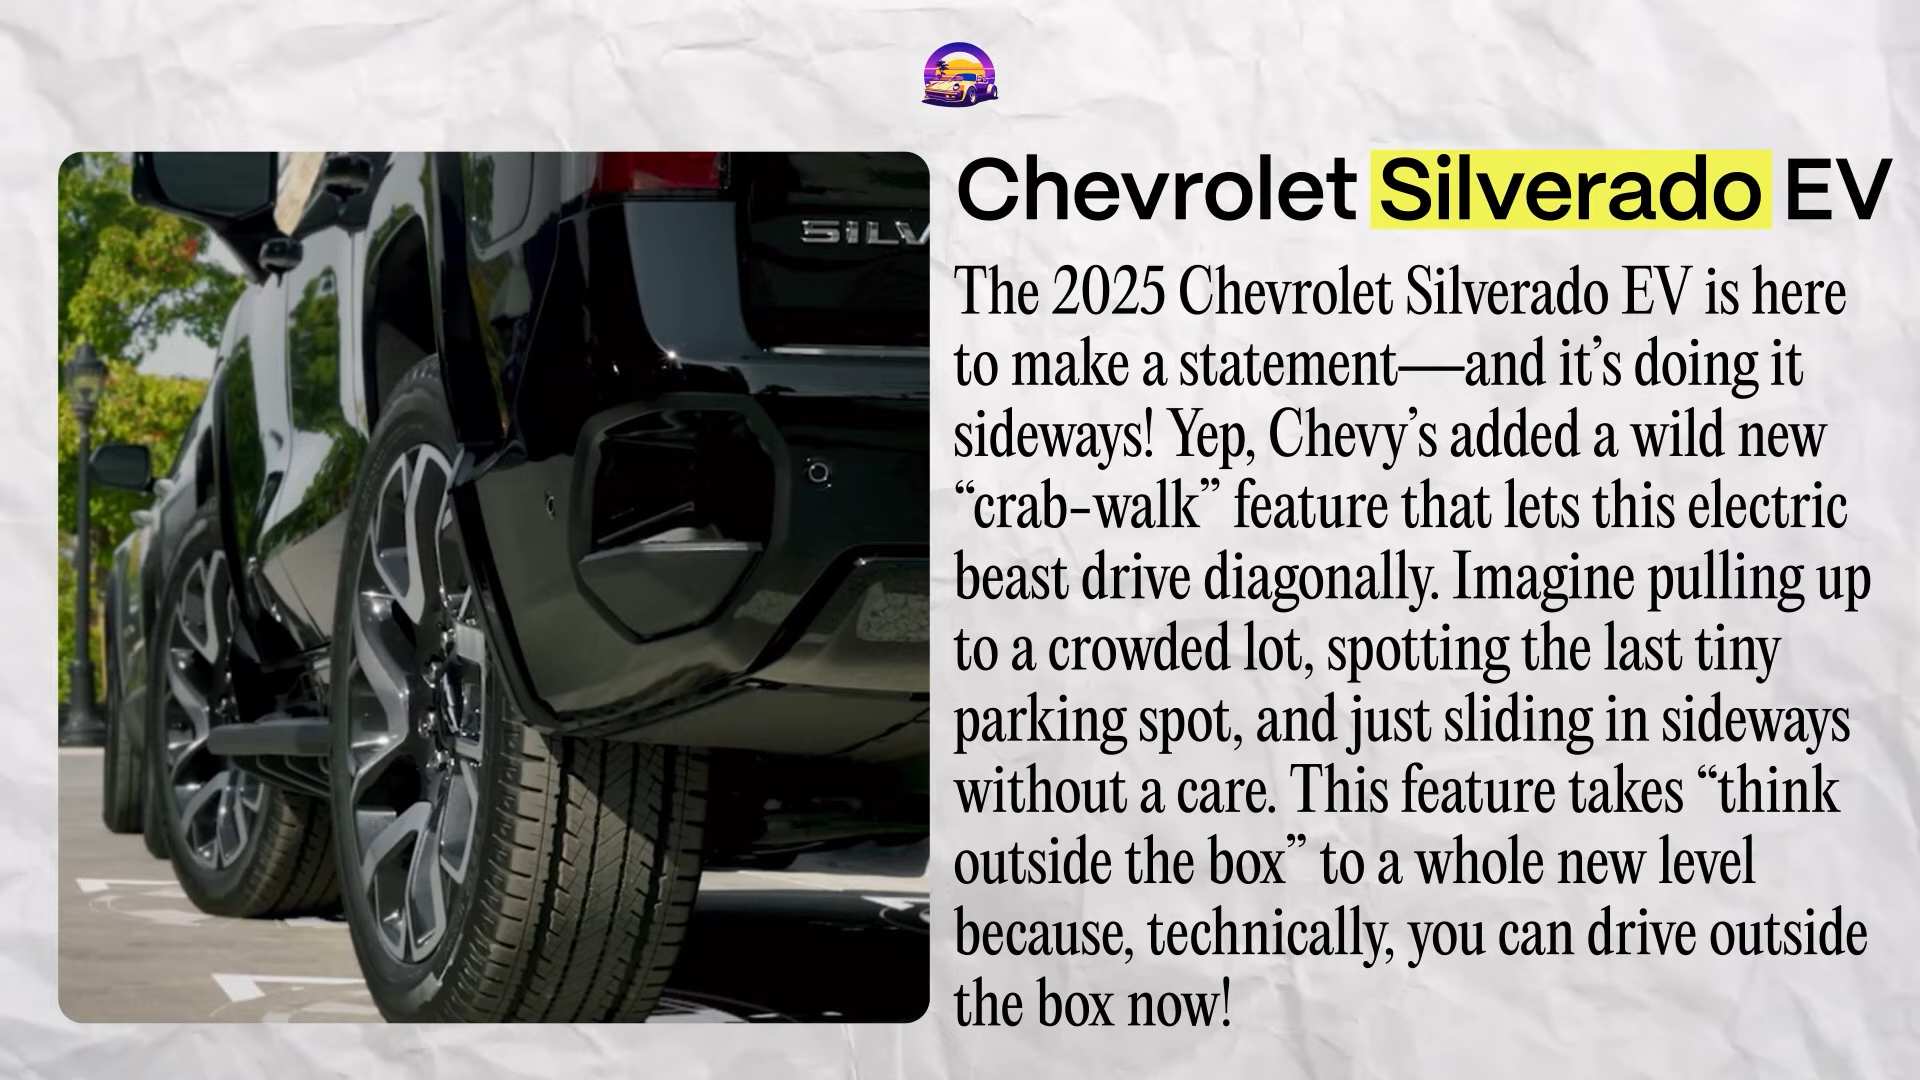 Chevrolet Silverado EV
SILV
The 2025 Chevrolet Silverado EV is here
to make a statement—and it’s doing it
sideways! Yep, Chevy’s added a wild new
“crab-walk” feature that lets this electric
beast drive diagonally. Imagine pulling up
to a crowded lot, spotting the last tiny
parking spot, and just sliding in sideways
without a care. This feature takes “think
outside the box” to a whole new level
because, technically, you can drive outside
the box now!